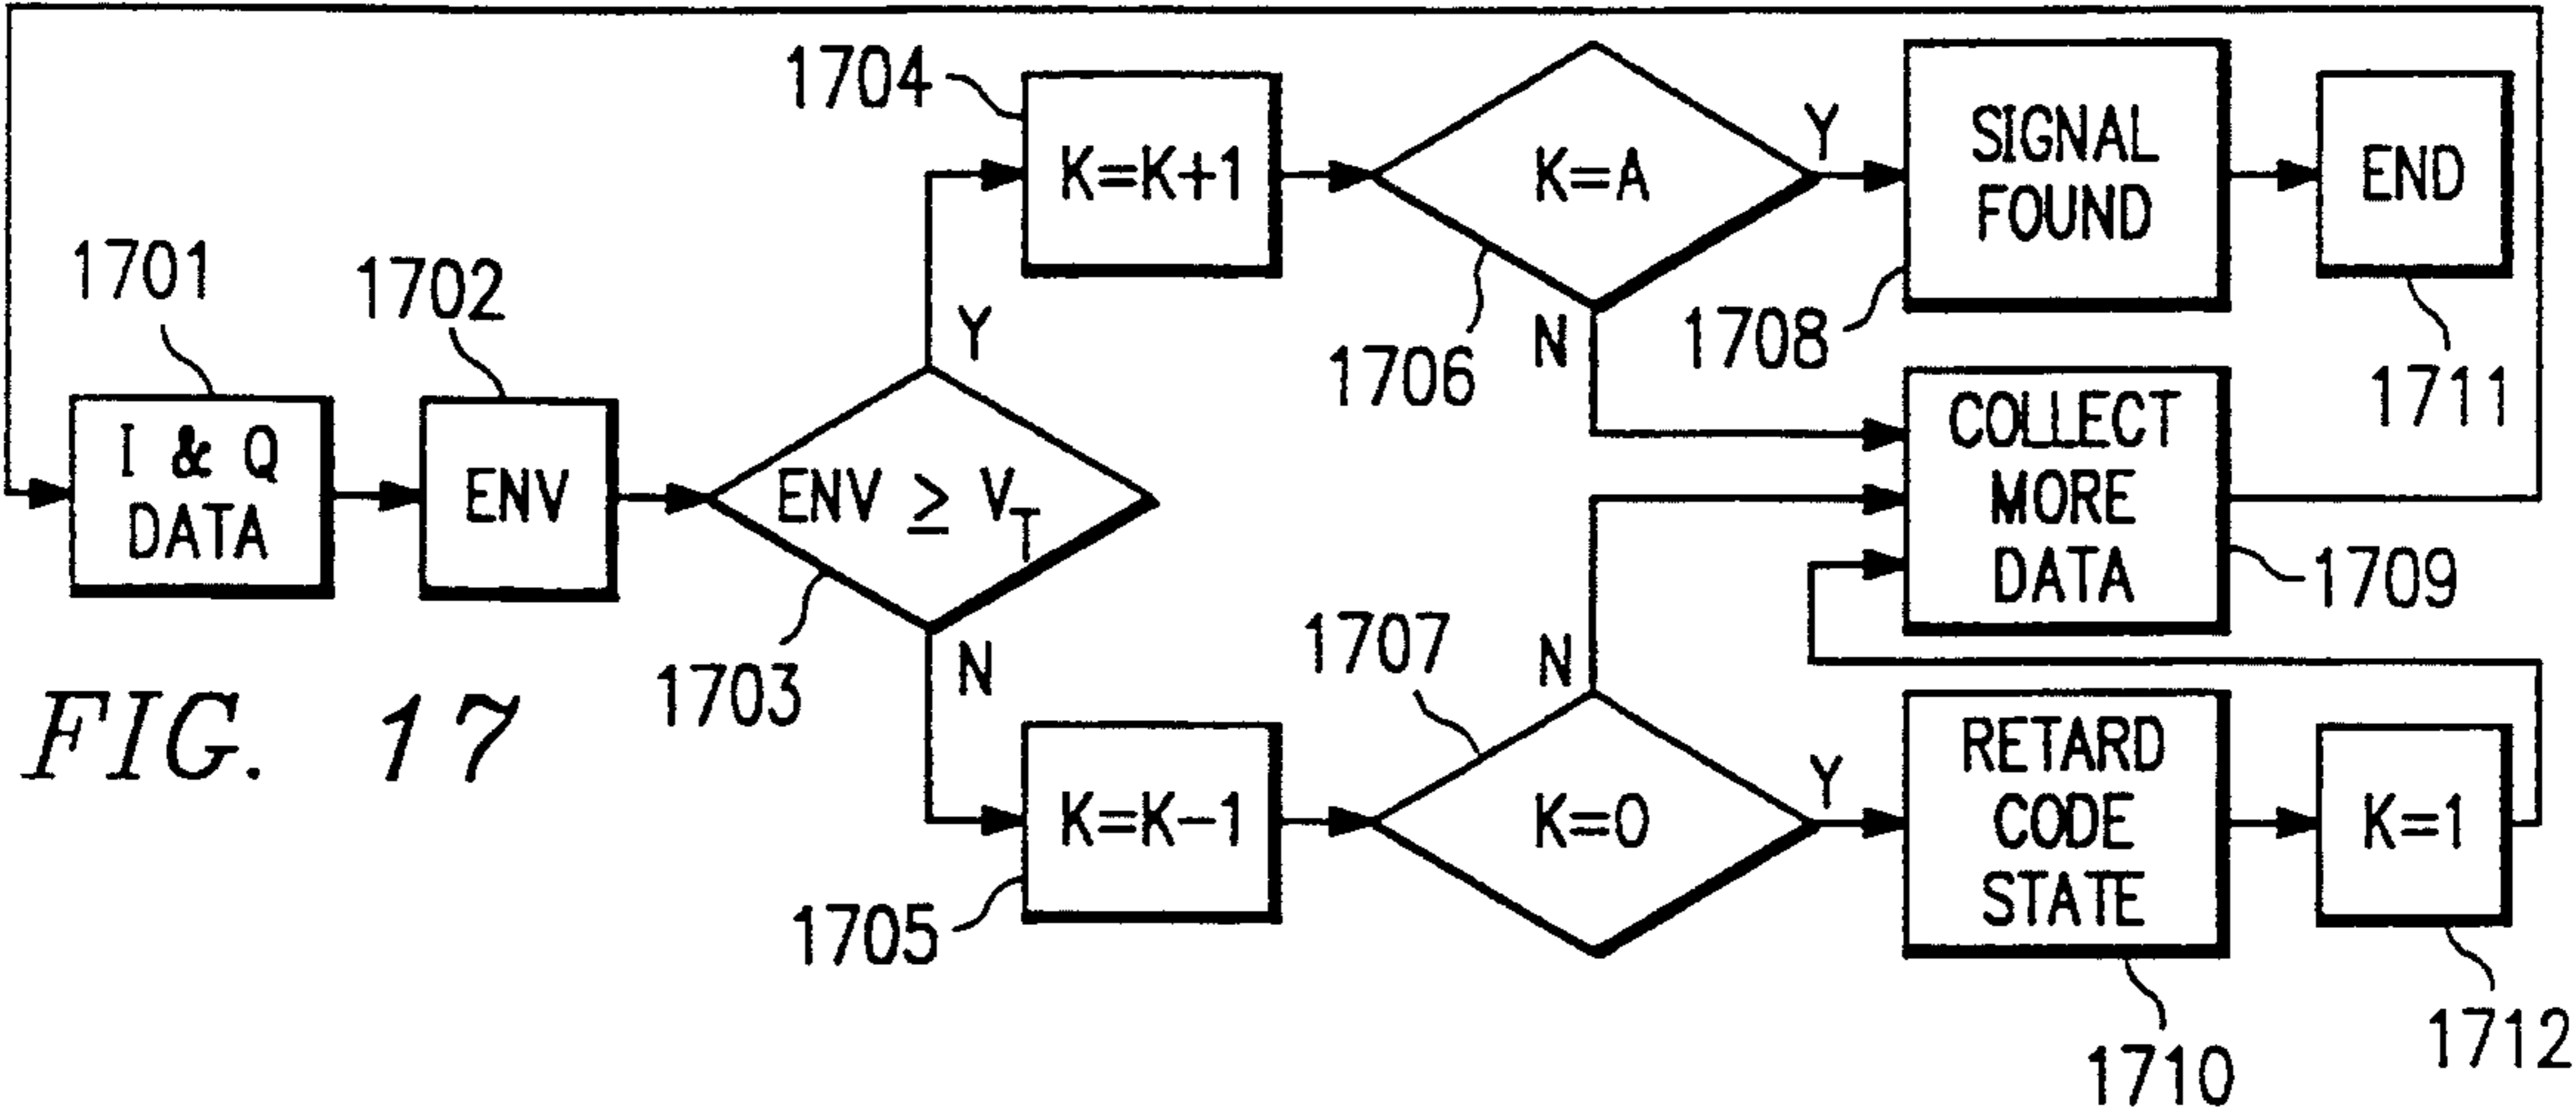 1704
K=K+1
K=A
Y
SIGNAL
FOUND
END
1701
1702
Y
N
1706
1708
1711
I & Q
DATA
ENV
ENV ≥ V_T
COLLECT
MORE
DATA
1709
1703
N
1707
N
FIG. 17
K=K-1
K=0
Y
RETARD
CODE
STATE
K=1
1705
1710
1712